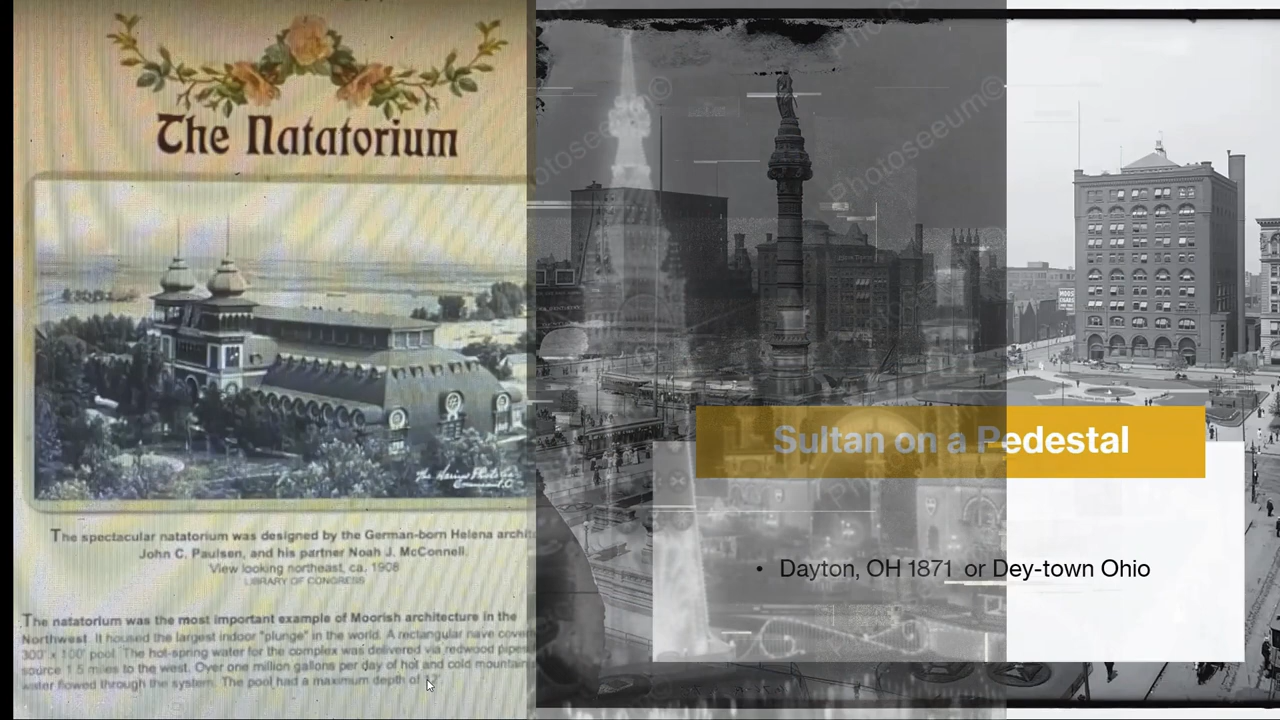 The Natatorium
The spectacular natatorium was designed by the German-born Helena archit
John C. Paulsen, and his partner Noah J. McConnell.
View looking northeast, ca. 1908
LIBRARY OF CONGRESS
The natatorium was the most important example of Moorish architecture in the
Northwest. It housed the largest indoor "plunge" in the world. A rectangular nave cover
300' x 100' pool. The hot-spring water for the complex was delivered via redwood pipes
source 1.5 miles to the west. Over one million gallons per day of hot and cold mountain
water flowed through the system. The pool had a maximum depth of 12'
Photoseeum©
Photoseeum©
Sultan on a Pedestal
• Dayton, OH 1871 or Dey-town Ohio